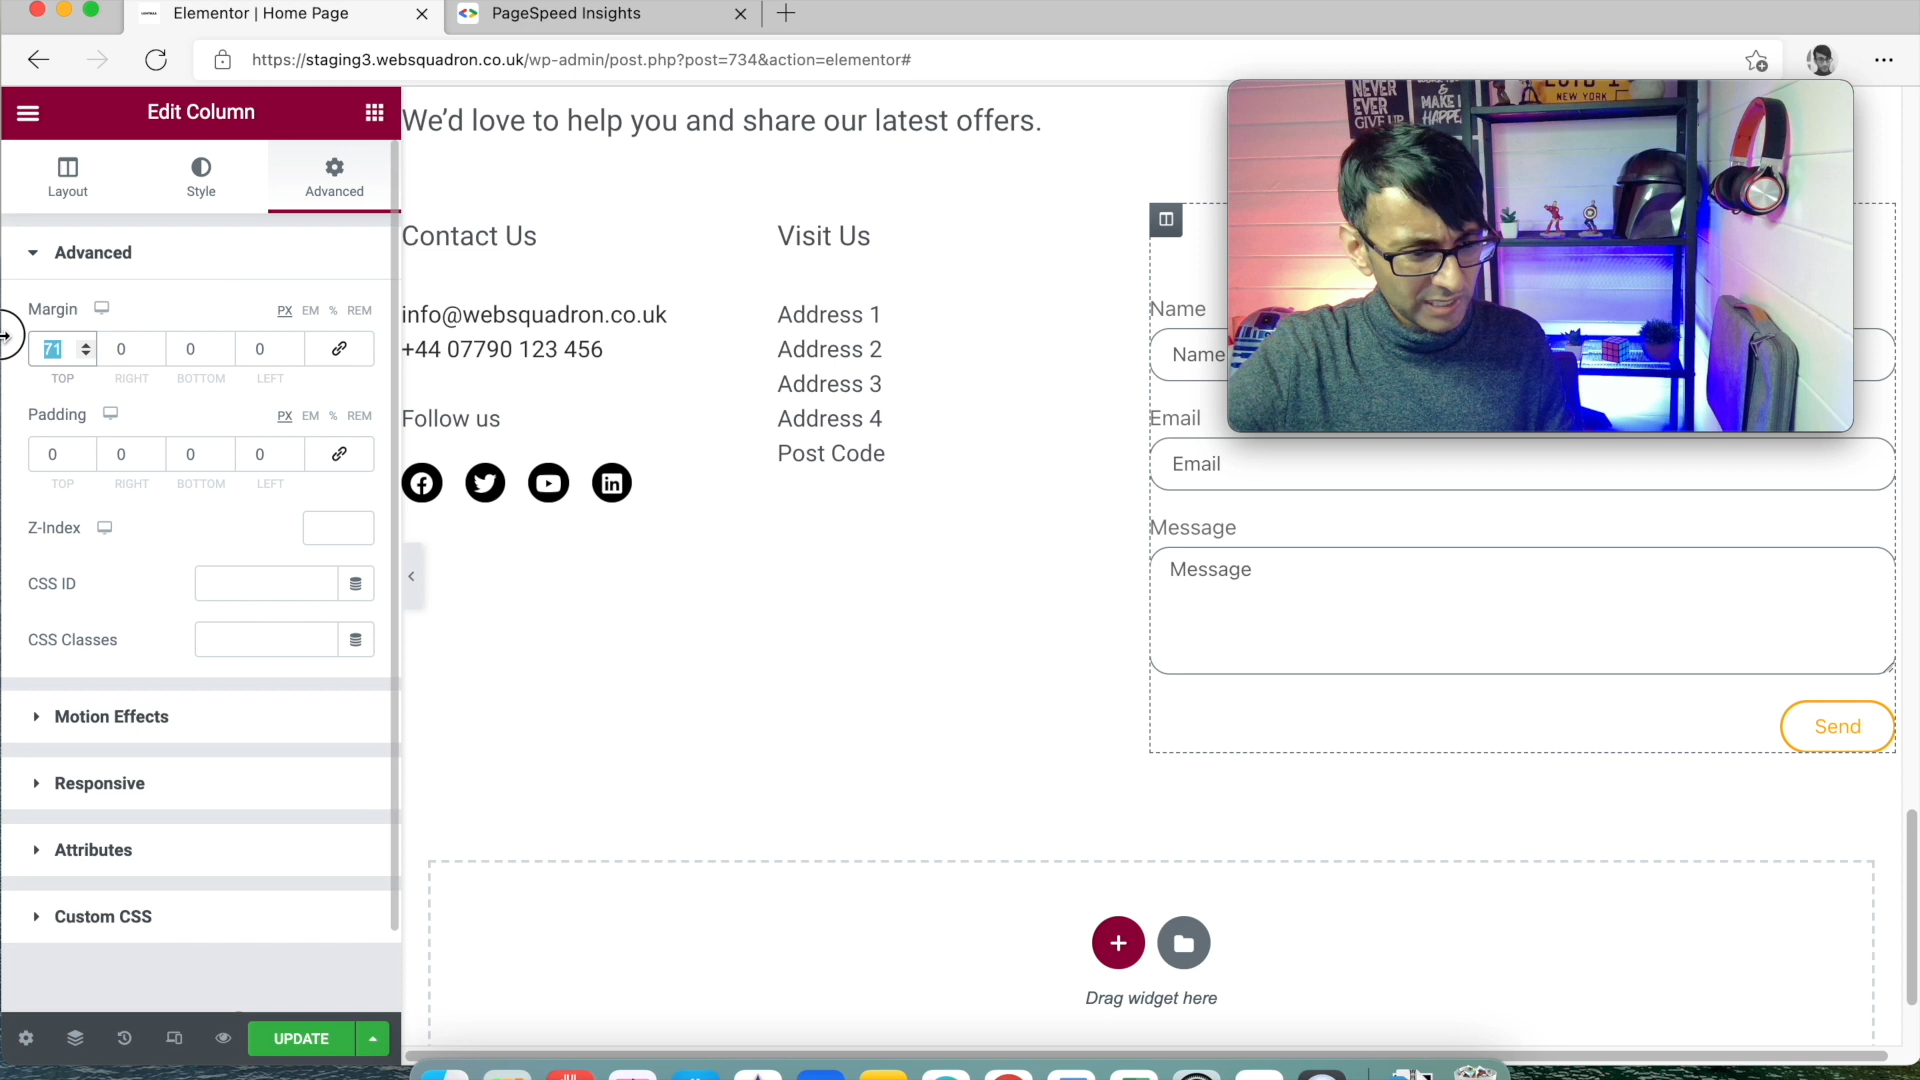 Elementor | Home Page
PageSpeed Insights
https://staging3.websquadron.co.uk/wp-admin/post.php?post=734&action=elementor#
Edit Column
Layout
Style
Advanced
Advanced
Margin
PX EM % REM
71 0 0 0
TOP RIGHT BOTTOM LEFT
Padding
PX EM % REM
0 0 0 0
TOP RIGHT BOTTOM LEFT
Z-Index
CSS ID
CSS Classes
Motion Effects
Responsive
Attributes
Custom CSS
UPDATE
We'd love to help you and share our latest offers.
Contact Us
info@websquadron.co.uk
+44 07790 123 456
Follow us
Visit Us
Address 1
Address 2
Address 3
Address 4
Post Code
Name
Name
Email
Email
Message
Message
Send
Drag widget here
NEVER
EVER
GIVE UP
MAKE I
HAPPE
NEW YORK